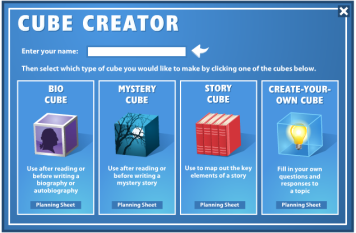 CUBE CREATOR
Enter your name:
Then select which type of cube you would like to make by clicking one of the cubes below.
BIO
CUBE
Use after reading or
before writing a
biography or
autobiography
Planning Sheet
MYSTERY
CUBE
Use after reading or
before writing a
mystery story
Planning Sheet
STORY
CUBE
Use to map out the key
elements of a story
Planning Sheet
CREATE-YOUR-
OWN CUBE
Fill in your own
questions and
responses to
a topic
Planning Sheet